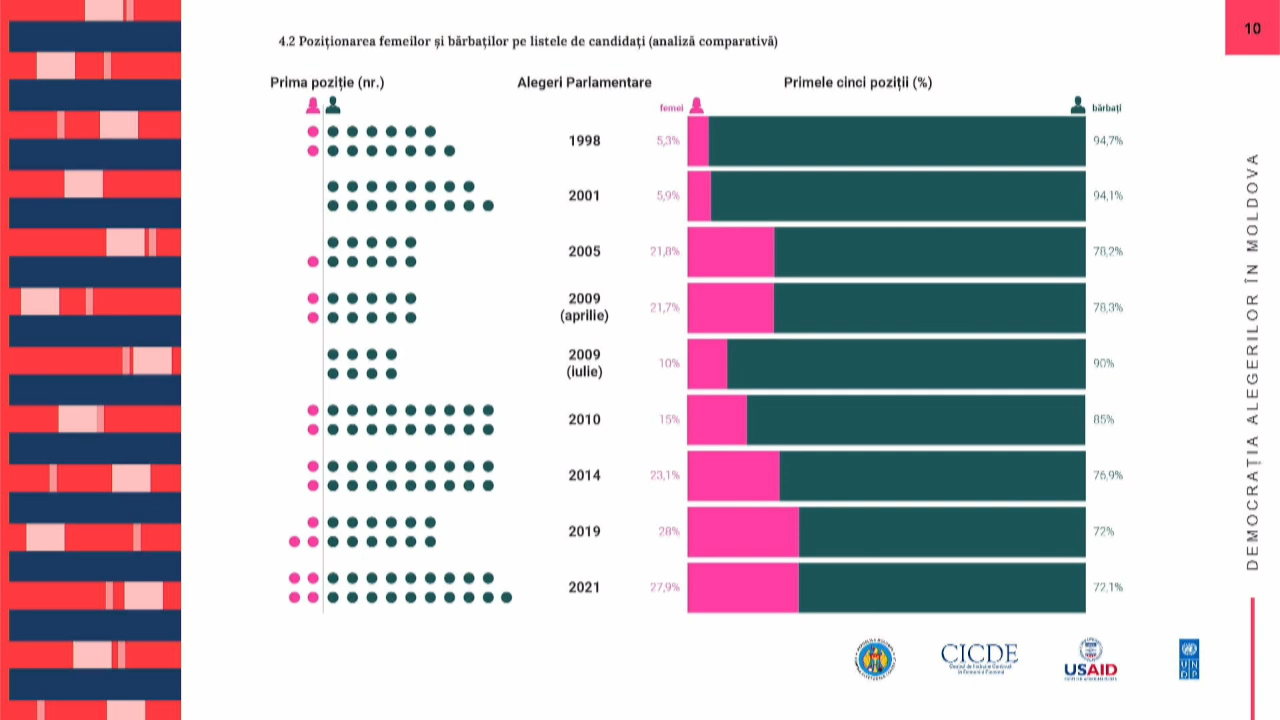 10
4.2 Poziționarea femeilor și bărbaților pe listele de candidați (analiză comparativă)
Prima poziție (nr.)
Alegeri Parlamentare
Primele cinci poziții (%)
femei
bărbați
1998
5,3%
94,7%
2001
5,9%
94,1%
2005
21,8%
78,2%
2009
(aprilie)
21,7%
78,3%
2009
(iulie)
10%
90%
2010
15%
85%
2014
23,1%
76,9%
2019
28%
72%
2021
27,9%
72,1%
DEMOCRAȚIA ALEGERILOR ÎN MOLDOVA
CICDE
USAID
U N
D P